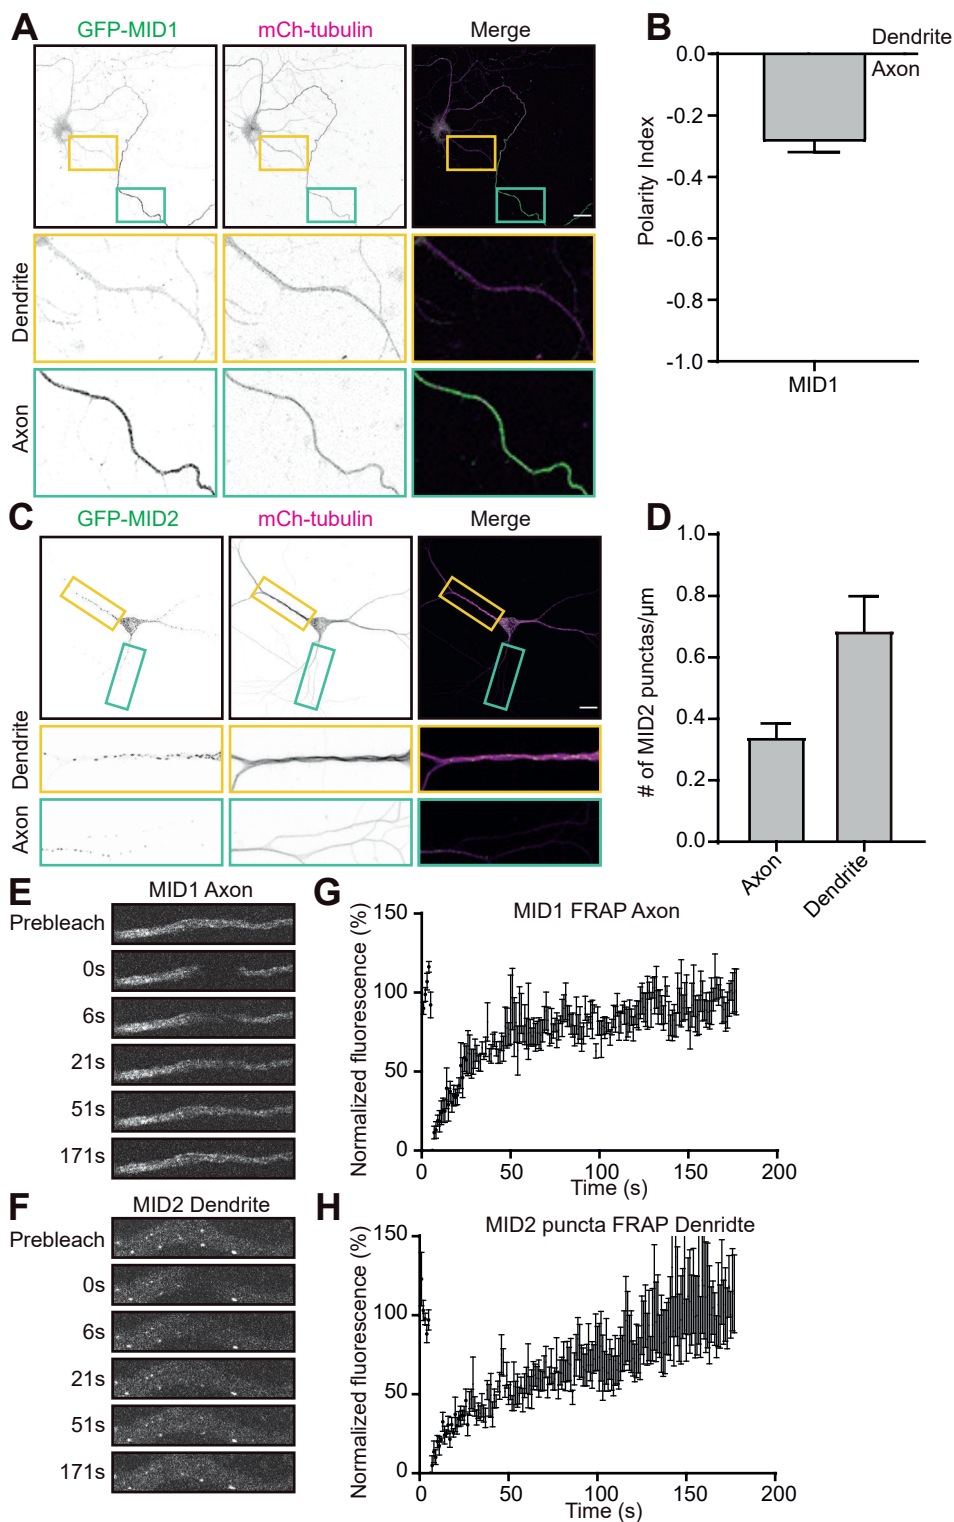 A
GFP-MID1
mCh-tubulin
Merge
Dendrite
Axon
B
Polarity Index
0.0
-0.2
-0.4
-0.6
-0.8
-1.0
Dendrite
Axon
MID1
C
GFP-MID2
mCh-tubulin
Merge
Dendrite
Axon
D
# of MID2 punctas/µm
1.0
0.8
0.6
0.4
0.2
0.0
Axon
Dendrite
E
MID1 Axon
Prebleach
0s
6s
21s
51s
171s
G
MID1 FRAP Axon
Normalized fluorescence (%)
150
100
50
0
0
50
100
150
200
Time (s)
F
MID2 Dendrite
Prebleach
0s
6s
21s
51s
171s
H
MID2 puncta FRAP Denridte
Normalized fluorescence (%)
150
100
50
0
0
50
100
150
200
Time (s)